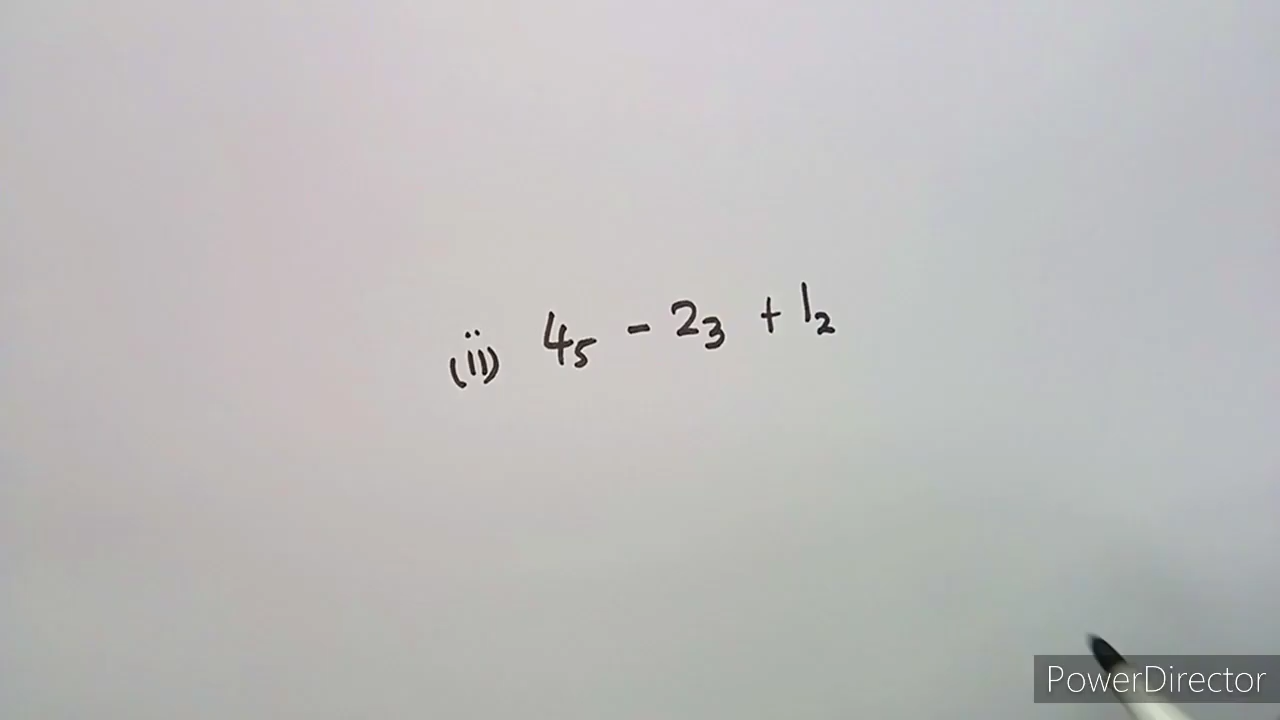 (ii) 4₅ - 2₃ + 1₂
PowerDirector